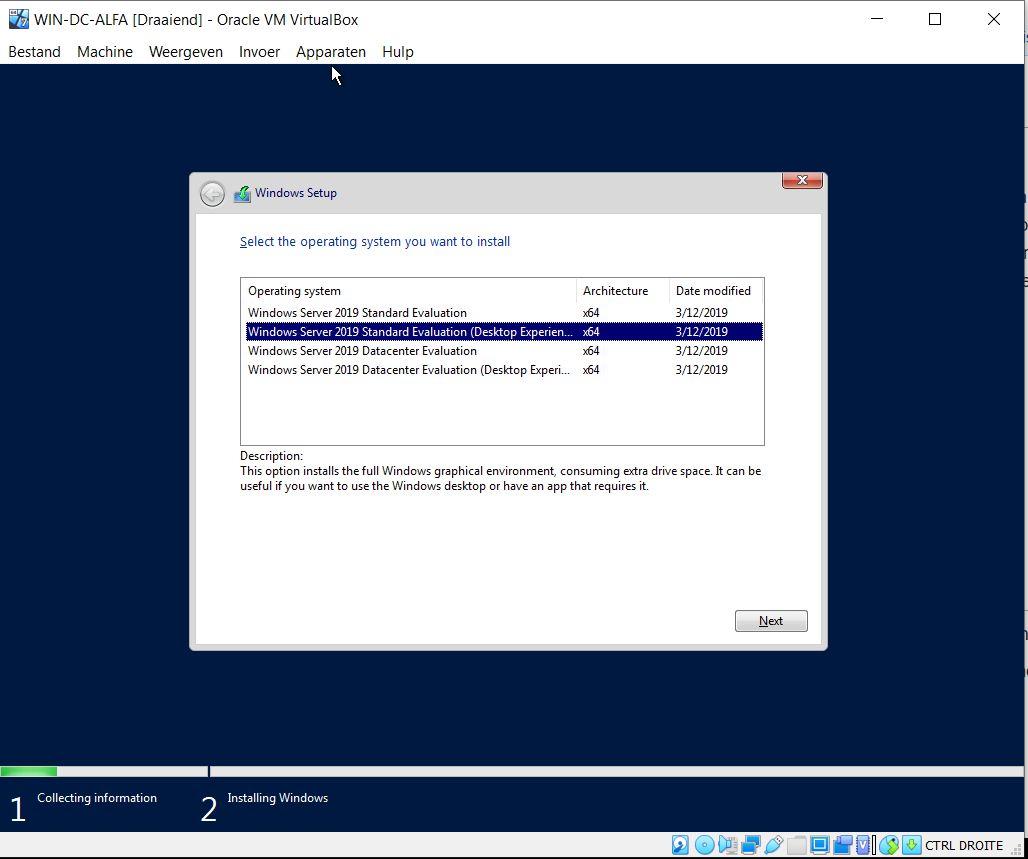 WIN-DC-ALFA [Draaiend] - Oracle VM VirtualBox
Bestand Machine Weergeven Invoer Apparaten Hulp
Windows Setup
Select the operating system you want to install
Operating system Architecture Date modified
Windows Server 2019 Standard Evaluation x64 3/12/2019
Windows Server 2019 Standard Evaluation (Desktop Experien... x64 3/12/2019
Windows Server 2019 Datacenter Evaluation x64 3/12/2019
Windows Server 2019 Datacenter Evaluation (Desktop Experi... x64 3/12/2019
Description:
This option installs the full Windows graphical environment, consuming extra drive space. It can be
useful if you want to use the Windows desktop or have an app that requires it.
Next
1 Collecting information 2 Installing Windows
CTRL DROITE